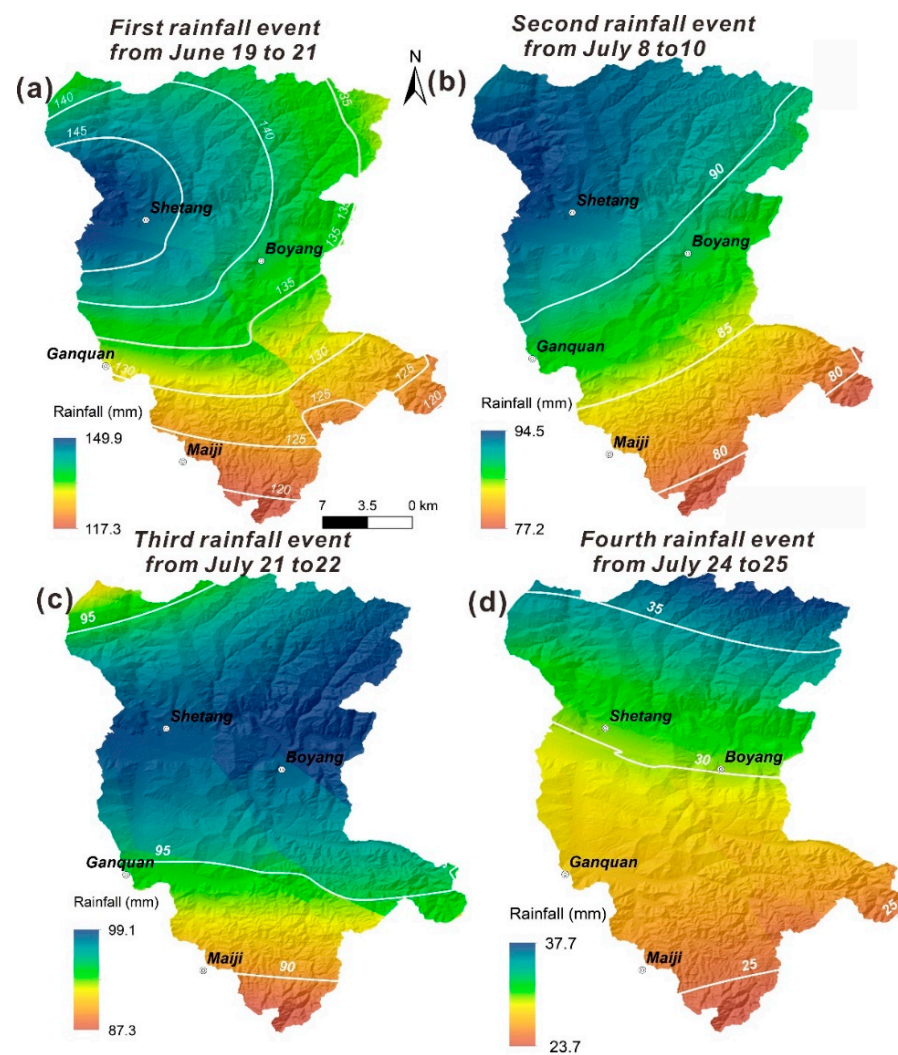 First rainfall event
from June 19 to 21
Second rainfall event
from July 8 to10
(a)
N
(b)
140
145
140
135
Shetang
135
135
Boyang
135
Ganquan
130
130
125
125
120
125
Maiji
120
Rainfall (mm)
149.9
117.3
7 3.5 0 km
90
Shetang
Boyang
85
Ganquan
80
Maiji
80
Rainfall (mm)
94.5
77.2
Third rainfall event
from July 21 to22
Fourth rainfall event
from July 24 to25
(c)
(d)
95
Shetang
Boyang
95
Ganquan
Maiji
90
Rainfall (mm)
99.1
87.3
35
Shetang
30
Boyang
Ganquan
25
Maiji
25
Rainfall (mm)
37.7
23.7